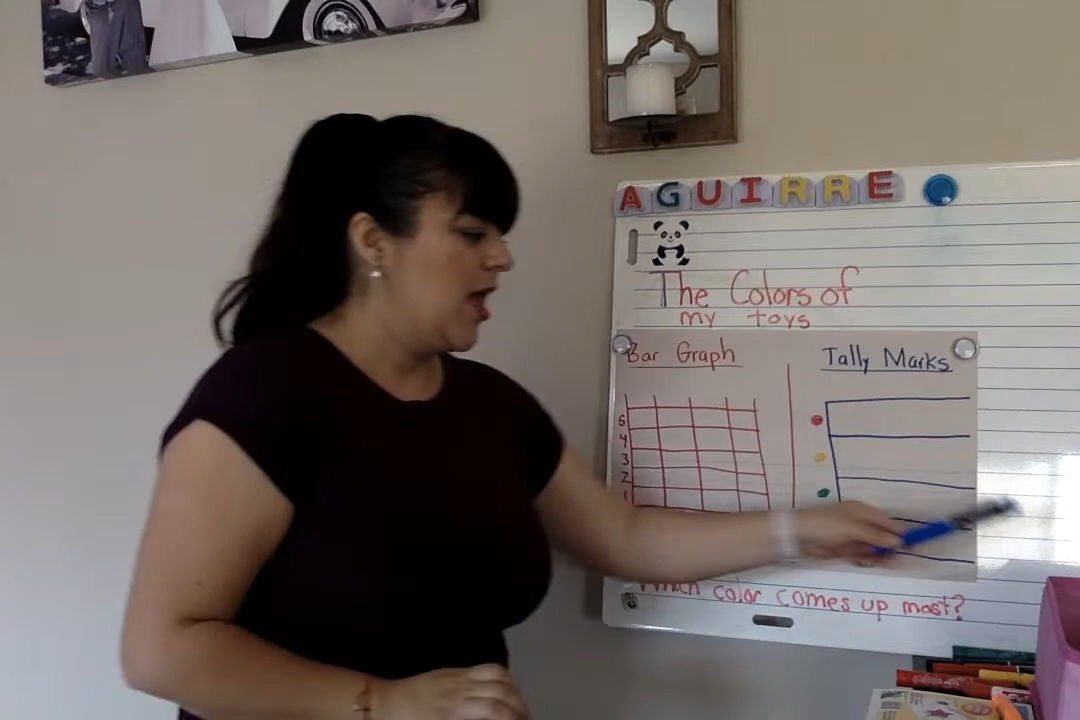 AGUIRRE
The Colors of
my toys
Bar Graph
Tally Marks
5
4
3
2
1
Which color comes up most?